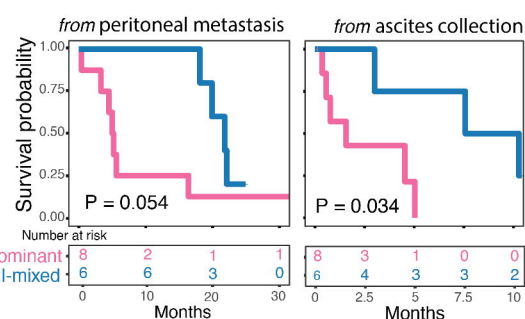 from peritoneal metastasis
from ascites collection
Survival probability
1.00
0.75
0.50
0.25
0.00
P = 0.054
P = 0.034
Number at risk
ominant 8 2 1 1
8 3 1 0 0
l-mixed 6 6 3 0
6 4 3 3 2
0 10 20 30
0 2.5 5 7.5 10
Months
Months